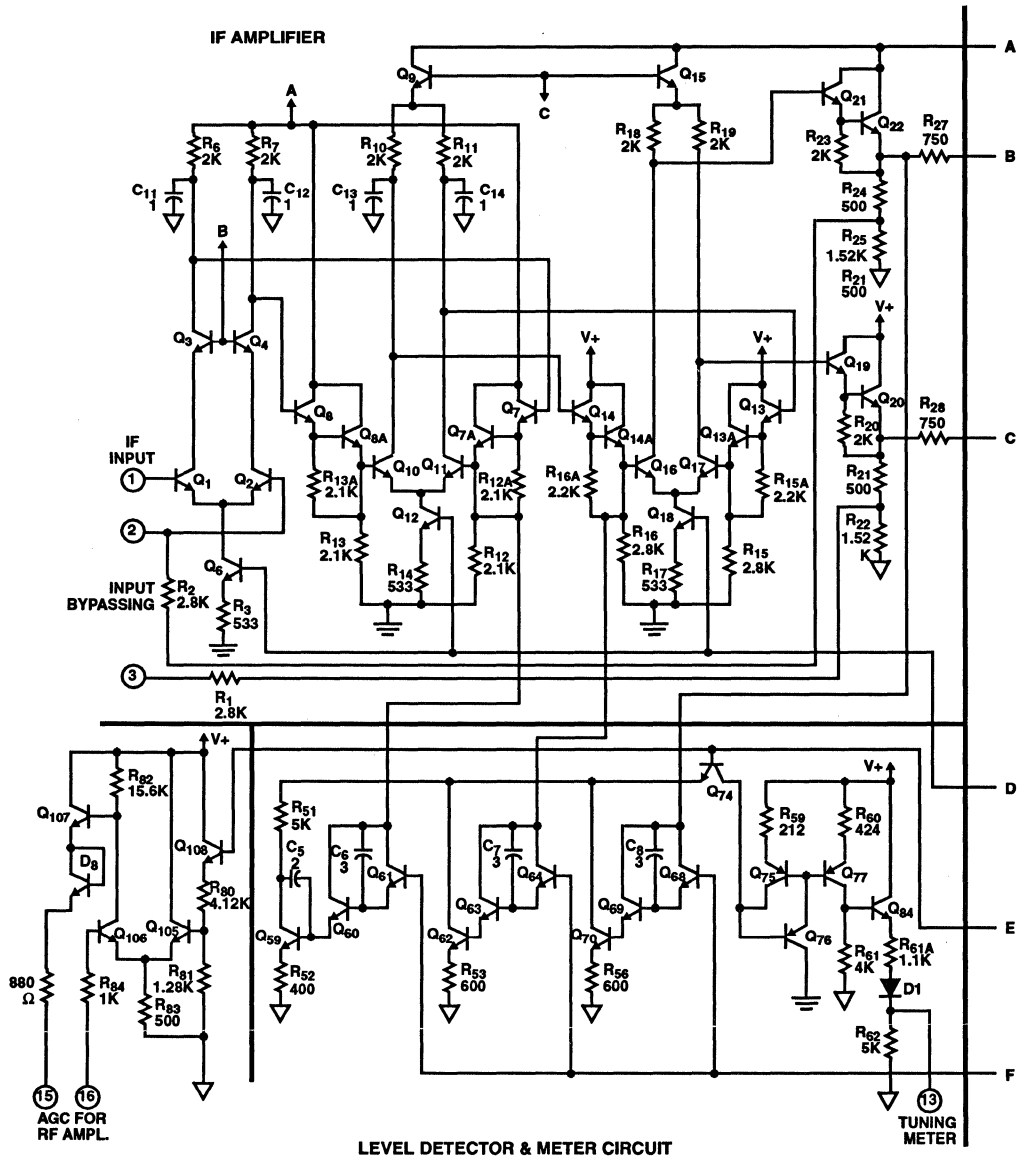 IF AMPLIFIER
A
Q9
Q15
A
C
Q21
Q22
R27
750
B
R6
2K
R7
2K
R10
2K
R11
2K
R18
2K
R19
2K
R23
2K
C11
1
C12
1
C13
1
C14
1
R24
500
R25
1.52K
R21
500
B
V+
V+
V+
Q3
Q4
Q19
Q20
R28
750
C
Q8
Q8A
Q7
Q7A
Q14
Q14A
Q13
Q13A
R20
2K
IF
INPUT
1
Q1
Q2
R13A
2.1K
Q10
Q11
R12A
2.1K
R16A
2.2K
Q16
Q17
R15A
2.2K
R21
500
2
Q12
Q18
R22
1.52
K
Q6
R13
2.1K
R12
2.1K
R16
2.8K
R15
2.8K
INPUT
BYPASSING
R2
2.8K
R3
533
R14
533
R17
533
3
R1
2.8K
V+
R82
15.6K
Q107
D8
Q108
R80
4.12K
Q106
Q105
R81
1.28K
880
Ω
R84
1K
R83
500
15
16
AGC FOR
RF AMPL.
Q74
V+
D
R51
5K
C5
2
C6
3
Q61
C7
3
Q64
C8
3
Q68
R59
212
R60
424
Q75
Q77
Q84
Q59
Q60
Q62
Q63
Q70
Q69
Q76
E
R52
400
R53
600
R56
600
R61
4K
R61A
1.1K
D1
R62
5K
F
13
TUNING
METER
LEVEL DETECTOR & METER CIRCUIT